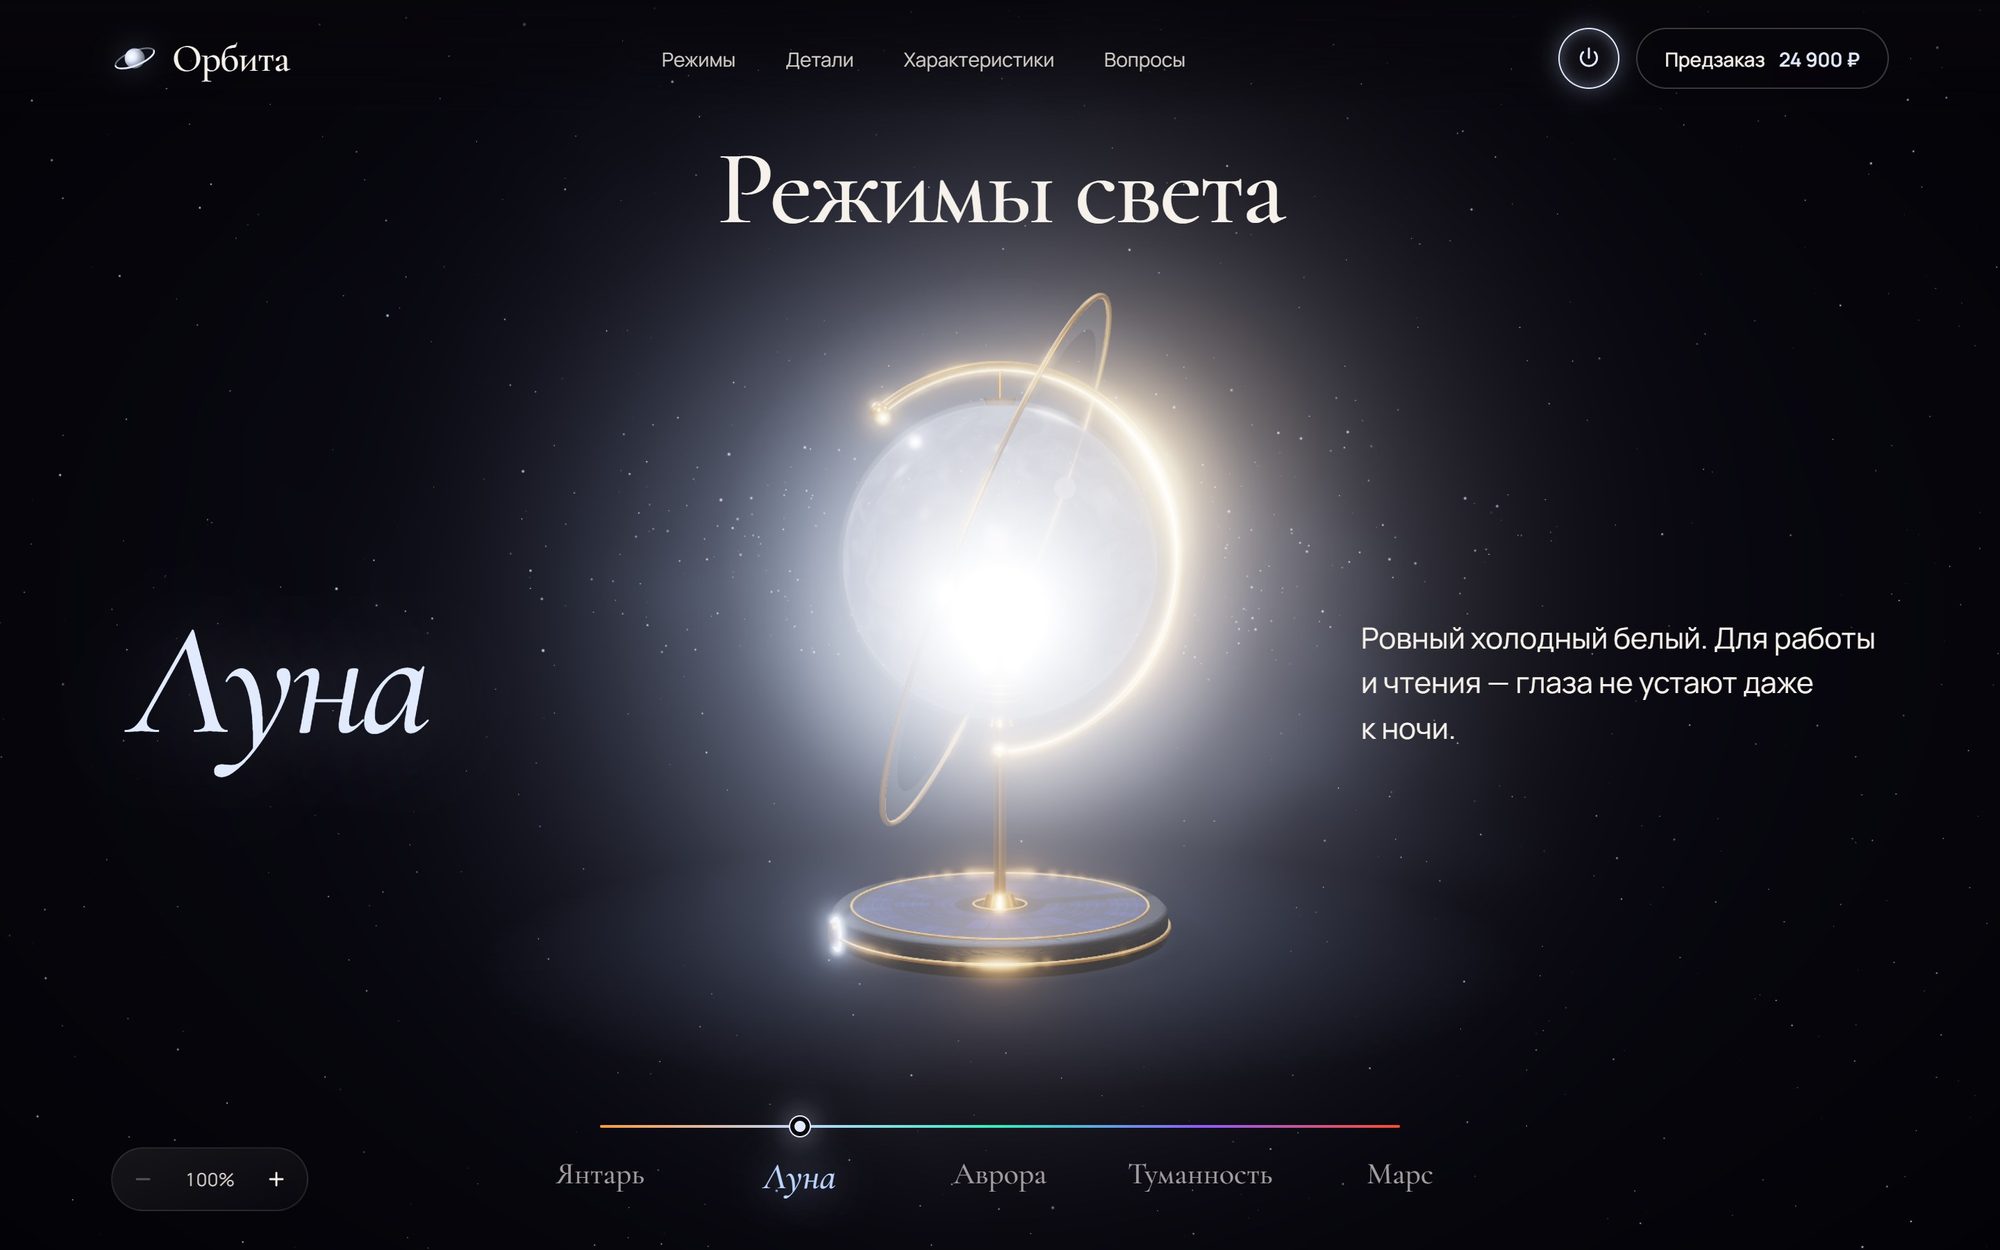 Орбита
Режимы Детали Характеристики Вопросы
Предзаказ 24 900 ₽
Режимы света
Луна
Ровный холодный белый. Для работы
и чтения — глаза не устают даже
к ночи.
− 100% +
Янтарь Луна Аврора Туманность Марс